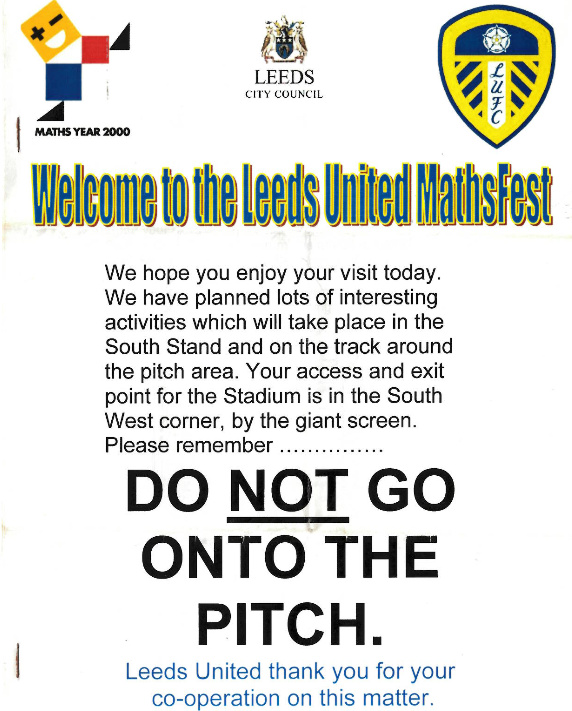 MATHS YEAR 2000
LEEDS
CITY COUNCIL
LUFC
Welcome to the Leeds United MathsFest
We hope you enjoy your visit today.
We have planned lots of interesting
activities which will take place in the
South Stand and on the track around
the pitch area. Your access and exit
point for the Stadium is in the South
West corner, by the giant screen.
Please remember ...............
DO NOT GO
ONTO THE
PITCH.
Leeds United thank you for your
co-operation on this matter.